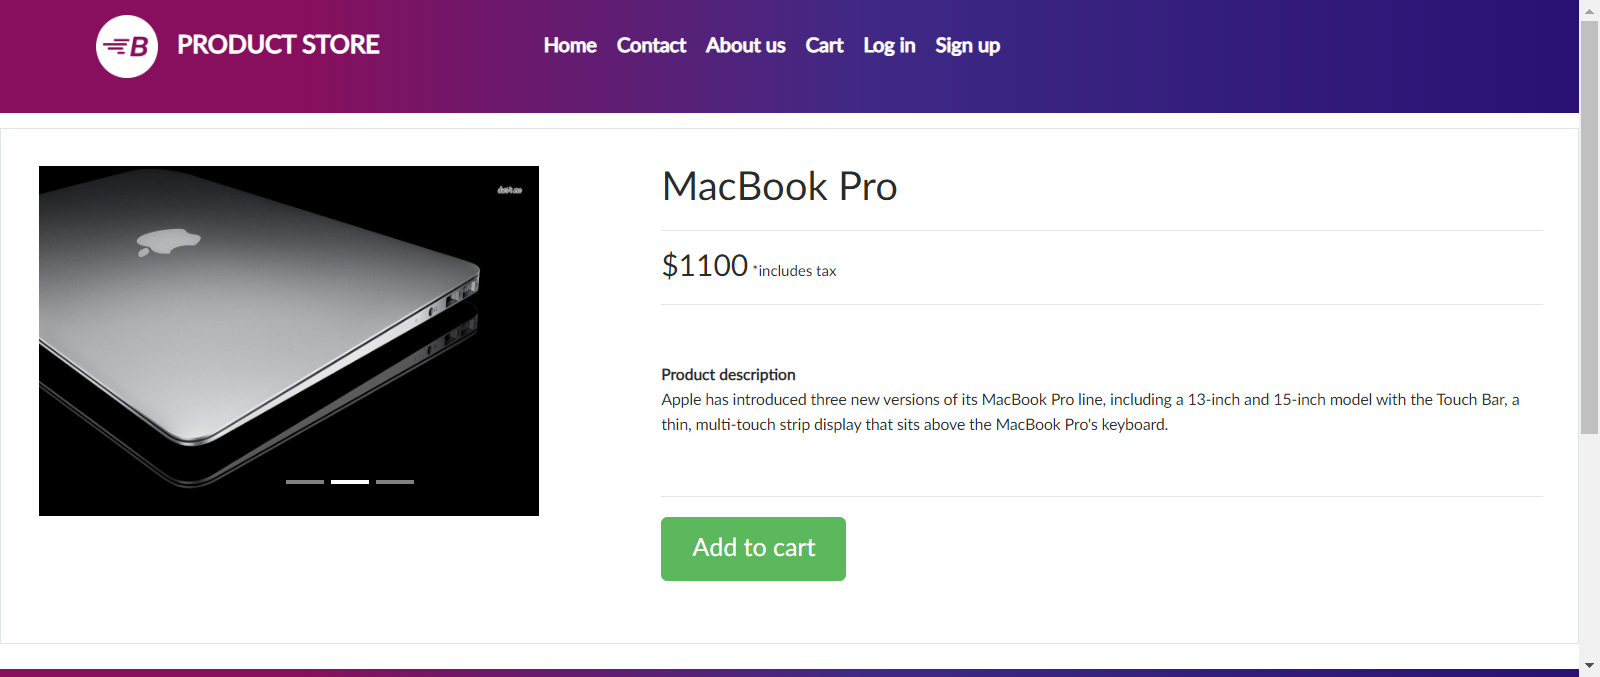 B
PRODUCT STORE
Home Contact About us Cart Log in Sign up
MacBook Pro
$1100 *includes tax
Product description
Apple has introduced three new versions of its MacBook Pro line, including a 13-inch and 15-inch model with the Touch Bar, a
thin, multi-touch strip display that sits above the MacBook Pro's keyboard.
Add to cart